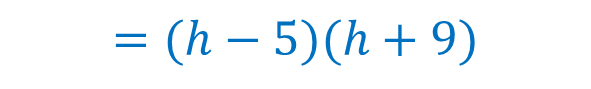 = (h − 5)(h + 9)